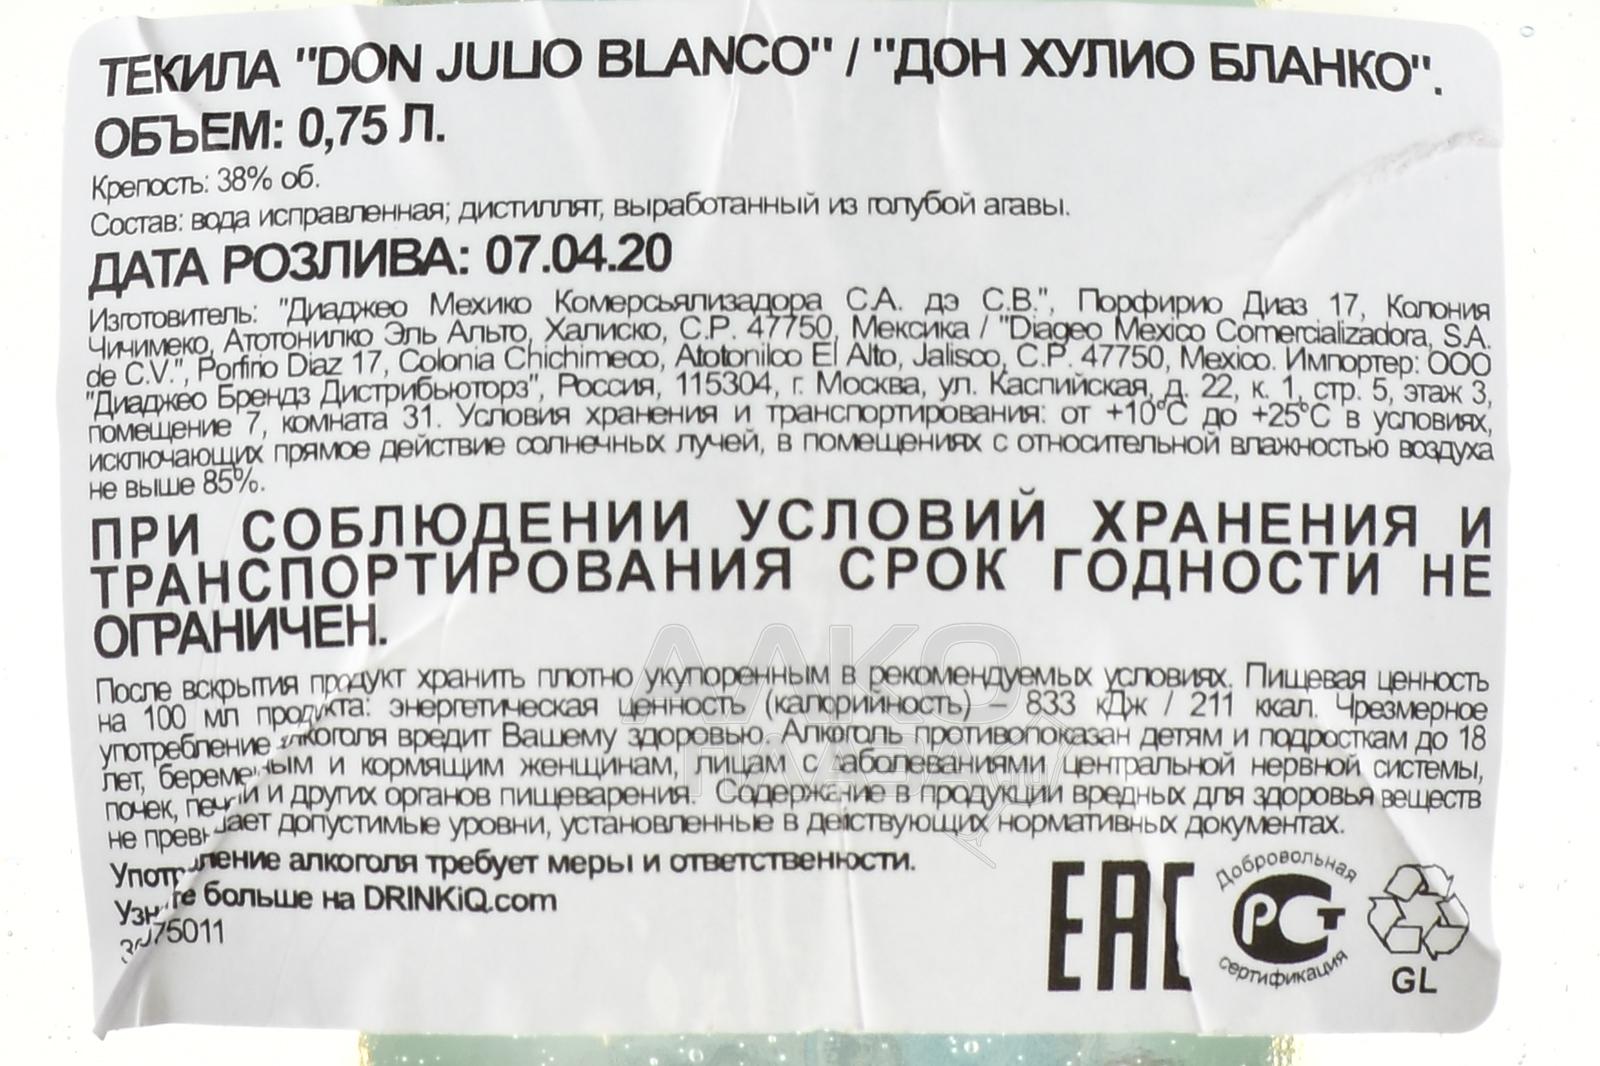 ТЕКИЛА "DON JULIO BLANCO" / "ДОН ХУЛИО БЛАНКО".
ОБЪЕМ: 0,75 Л.
Крепость: 38% об.
Состав: вода исправленная; дистиллят, выработанный из голубой агавы.
ДАТА РОЗЛИВА: 07.04.20
Изготовитель: "Диаджео Мехико Комерсьялизадора С.А. дэ С.В.", Порфирио Диаз 17, Колония
Чичимеко, Атотонилко Эль Альто, Халиско, С.Р. 47750, Мексика / "Diageo Mexico Comercializadora, S.A.
de C.V.", Porfirio Diaz 17, Colonia Chichimeco, Atotonilco El Alto, Jalisco, C.P. 47750, Mexico. Импортер: ООО
"Диаджео Брендз Дистрибьюторз", Россия, 115304, г. Москва, ул. Каспийская, д. 22, к. 1, стр. 5, этаж 3,
помещение 7, комната 31. Условия хранения и транспортирования: от +10°С до +25°С в условиях,
исключающих прямое действие солнечных лучей, в помещениях с относительной влажностью воздуха
не выше 85%.
ПРИ СОБЛЮДЕНИИ УСЛОВИЙ ХРАНЕНИЯ И
ТРАНСПОРТИРОВАНИЯ СРОК ГОДНОСТИ НЕ
ОГРАНИЧЕН.
После вскрытия продукт хранить плотно укупоренным в рекомендуемых условиях. Пищевая ценность
на 100 мл продукта: энергетическая ценность (калорийность) – 833 кДж / 211 ккал. Чрезмерное
употребление алкоголя вредит Вашему здоровью. Алкоголь противопоказан детям и подросткам до 18
лет, беременным и кормящим женщинам, лицам с заболеваниями центральной нервной системы,
почек, печени и других органов пищеварения. Содержание в продукции вредных для здоровья веществ
не превышает допустимые уровни, установленные в действующих нормативных документах.
Употребление алкоголя требует меры и ответственности.
Узнайте больше на DRINKiQ.com
75011
ЕАС
Добровольная
РСТ
сертификация
GL
ААКО